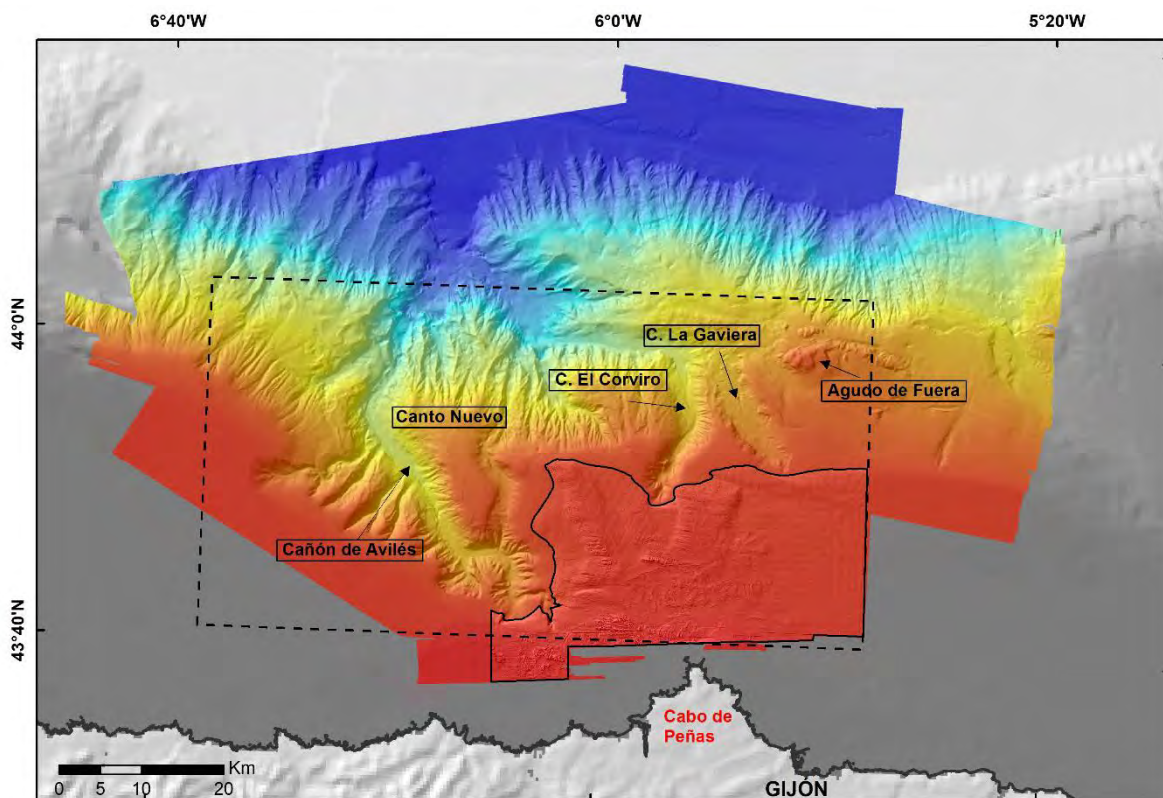 6°40'W
6°0'W
5°20'W
44°0'N
C. La Gaviera
C. El Corviro
Agudo de Fuera
Canto Nuevo
Cañón de Avilés
43°40'N
Cabo de
Peñas
Km
0 5 10 20
GIJÓN